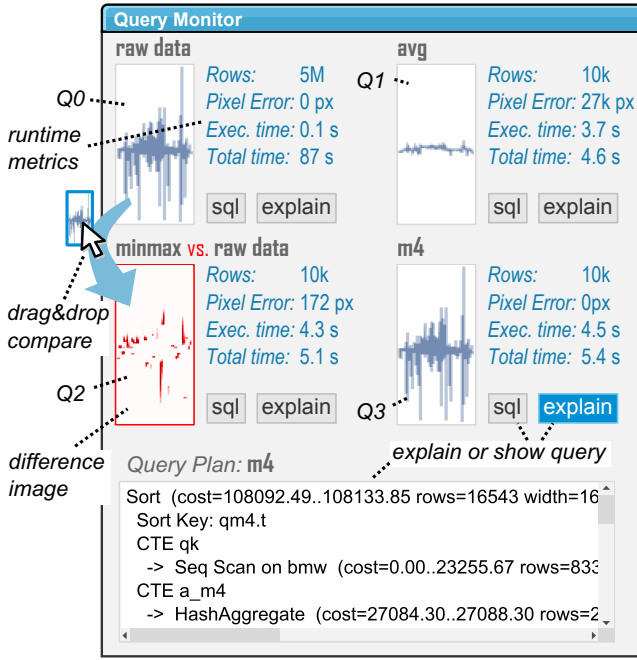 Query Monitor
raw data
Rows: 5M
Pixel Error: 0 px
Exec. time: 0.1 s
Total time: 87 s
sql explain
avg
Rows: 10k
Pixel Error: 27k px
Exec. time: 3.7 s
Total time: 4.6 s
sql explain
Q0
runtime
metrics
Q1
drag&drop
compare
minmax vs. raw data
Rows: 10k
Pixel Error: 172 px
Exec. time: 4.3 s
Total time: 5.1 s
sql explain
m4
Rows: 10k
Pixel Error: 0px
Exec. time: 4.5 s
Total time: 5.4 s
sql explain
Q2
Q3
difference
image
explain or show query
Query Plan: m4
Sort (cost=108092.49..108133.85 rows=16543 width=16
Sort Key: qm4.t
CTE qk
-> Seq Scan on bmw (cost=0.00..23255.67 rows=833
CTE a_m4
-> HashAggregate (cost=27084.30..27088.30 rows=2